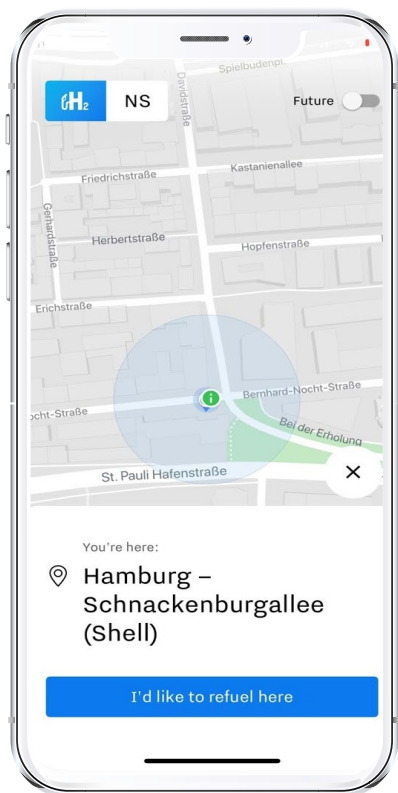 Spielbudenpl.
H₂ NS
Future
Davidstraße
Kastanienallee
Friedrichstraße
Gerhardstraße
Herbertstraße
Hopfenstraße
Erichstraße
Bernhard-Nocht-Straße
ocht-Straße
Bei der Erholung
St. Pauli Hafenstraße
You're here:
Hamburg –
Schnackenburgallee
(Shell)
I'd like to refuel here